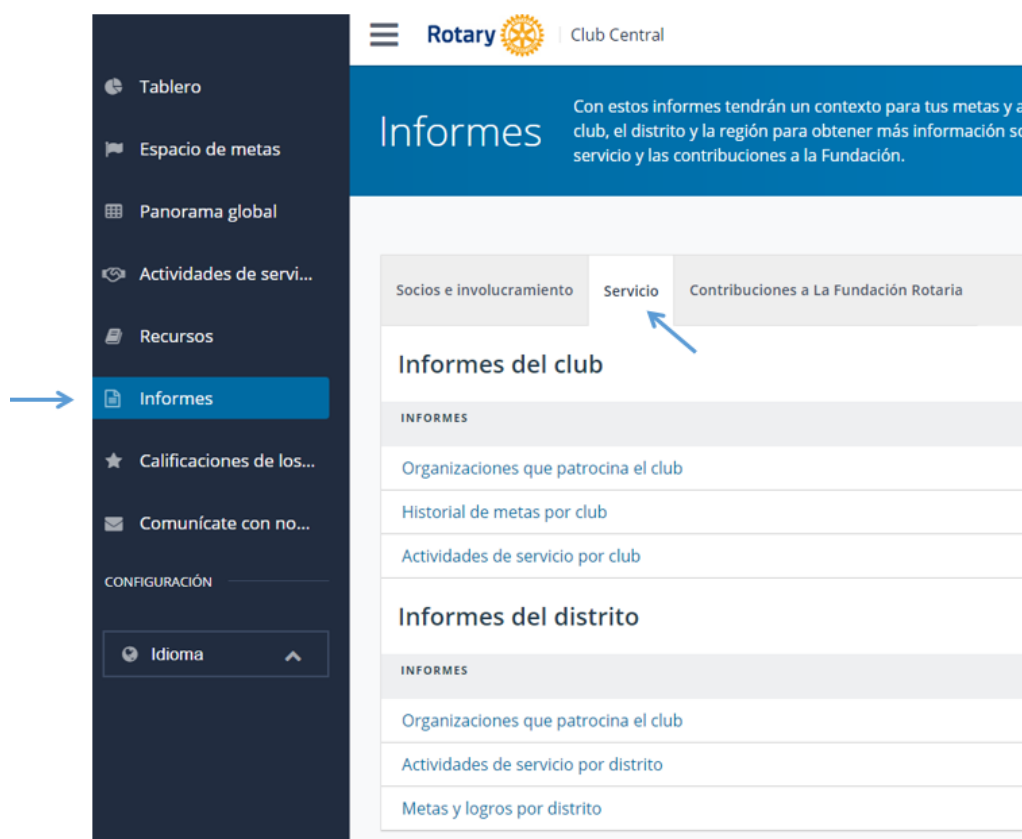 Rotary
Club Central
Tablero
Espacio de metas
Panorama global
Actividades de servi...
Recursos
Informes
Calificaciones de los...
Comunícate con no...
CONFIGURACIÓN
Idioma
Informes
Con estos informes tendrán un contexto para tus metas y a
club, el distrito y la región para obtener más información so
servicio y las contribuciones a la Fundación.
Socios e involucramiento
Servicio
Contribuciones a La Fundación Rotaria
Informes del club
INFORMES
Organizaciones que patrocina el club
Historial de metas por club
Actividades de servicio por club
Informes del distrito
INFORMES
Organizaciones que patrocina el club
Actividades de servicio por distrito
Metas y logros por distrito